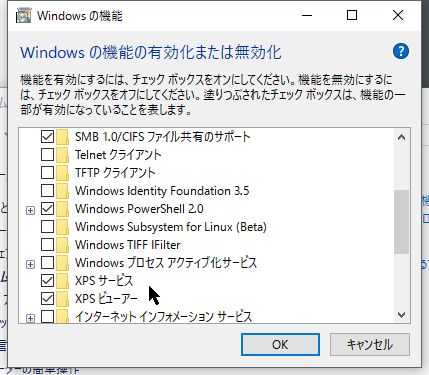 Windows の機能
Windows の機能の有効化または無効化
機能を有効にするには、チェック ボックスをオンにしてください。機能を無効にするに
は、チェック ボックスをオフにしてください。塗りつぶされたチェック ボックスは、機能の一
部が有効になっていることを表します。
SMB 1.0/CIFS ファイル共有のサポート
Telnet クライアント
TFTP クライアント
Windows Identity Foundation 3.5
Windows PowerShell 2.0
Windows Subsystem for Linux (Beta)
Windows TIFF IFilter
Windows プロセス アクティブ化サービス
XPS サービス
XPS ビューアー
インターネット インフォメーション サービス
OK
キャンセル
ーラーの簡単操作